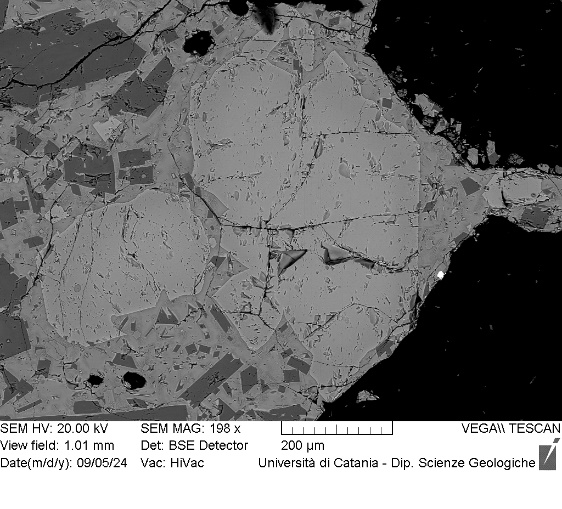 SEM HV: 20.00 kV SEM MAG: 198 x VEGA\\ TESCAN
View field: 1.01 mm Det: BSE Detector 200 µm
Date(m/d/y): 09/05/24 Vac: HiVac Università di Catania - Dip. Scienze Geologiche